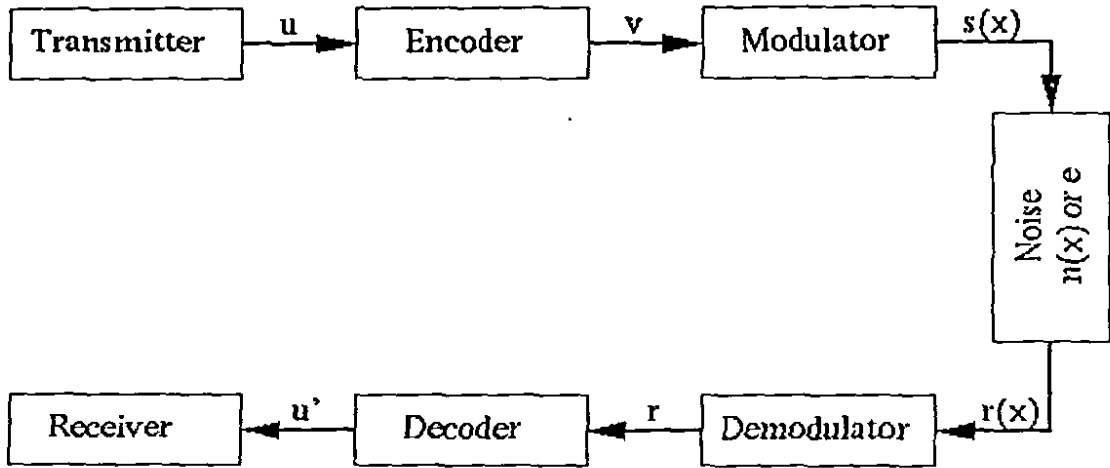 Transmitter
u
Encoder
v
Modulator
s(x)
Noise
n(x) or e
Receiver
u'
Decoder
r
Demodulator
r(x)